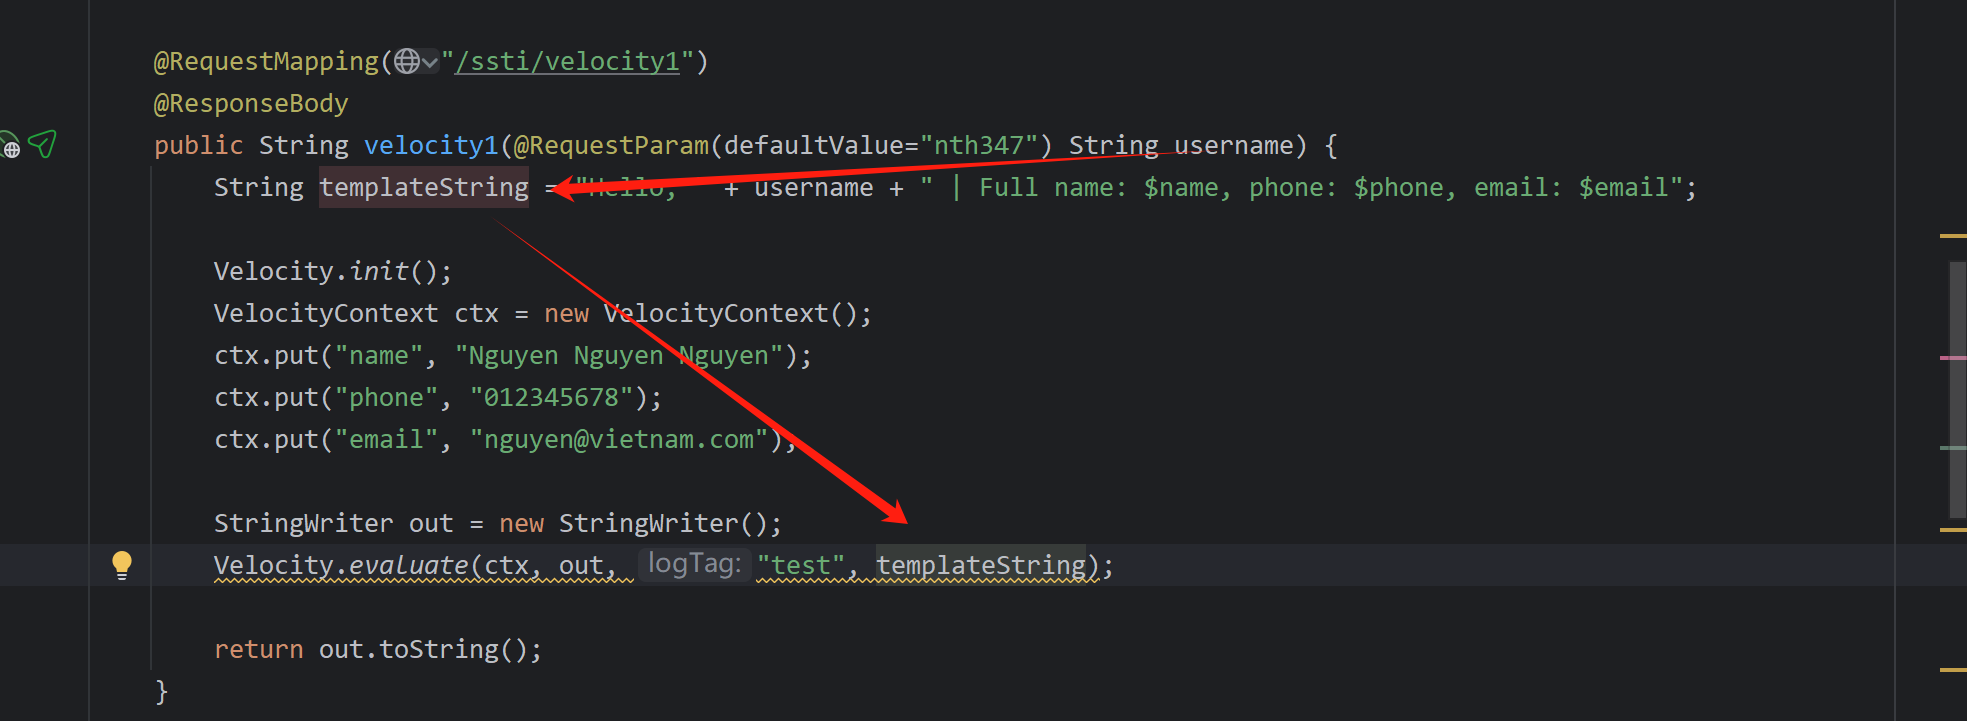 @RequestMapping("/ssti/velocity1")
@ResponseBody
public String velocity1(@RequestParam(defaultValue="nth347") String username) {
String templateString = "Hello, " + username + " | Full name: $name, phone: $phone, email: $email";
Velocity.init();
VelocityContext ctx = new VelocityContext();
ctx.put("name", "Nguyen Nguyen Nguyen");
ctx.put("phone", "012345678");
ctx.put("email", "nguyen@vietnam.com");
StringWriter out = new StringWriter();
Velocity.evaluate(ctx, out, logTag: "test", templateString);
return out.toString();
}